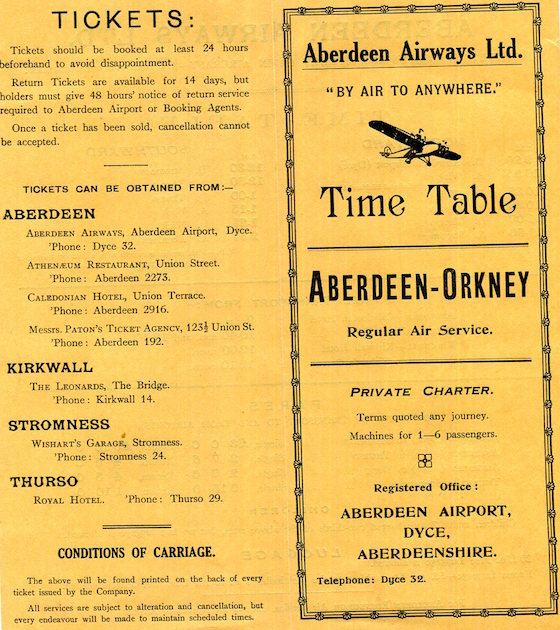 TICKETS:
Tickets should be booked at least 24 hours
beforehand to avoid disappointment.
Return Tickets are available for 14 days, but
holders must give 48 hours' notice of return service
required to Aberdeen Airport or Booking Agents.
Once a ticket has been sold, cancellation cannot
be accepted.
TICKETS CAN BE OBTAINED FROM:—
ABERDEEN
ABERDEEN AIRWAYS, Aberdeen Airport, Dyce.
'Phone: Dyce 32.
ATHENÆUM RESTAURANT, Union Street.
'Phone: Aberdeen 2273.
CALEDONIAN HOTEL, Union Terrace.
'Phone: Aberdeen 2916.
Messrs. PATON'S TICKET AGENCY, 123½ Union St.
'Phone: Aberdeen 192.
KIRKWALL
THE LEONARDS, The Bridge.
'Phone: Kirkwall 14.
STROMNESS
WISHART'S GARAGE, Stromness.
'Phone: Stromness 24.
THURSO
ROYAL HOTEL. 'Phone: Thurso 29.
CONDITIONS OF CARRIAGE.
The above will be found printed on the back of every
ticket issued by the Company.
All services are subject to alteration and cancellation, but
every endeavour will be made to maintain scheduled times.
Aberdeen Airways Ltd.
"BY AIR TO ANYWHERE."
Time Table
ABERDEEN-ORKNEY
Regular Air Service.
PRIVATE CHARTER.
Terms quoted any journey.
Machines for 1—6 passengers.
Registered Office:
ABERDEEN AIRPORT,
DYCE,
ABERDEENSHIRE.
Telephone: Dyce 32.